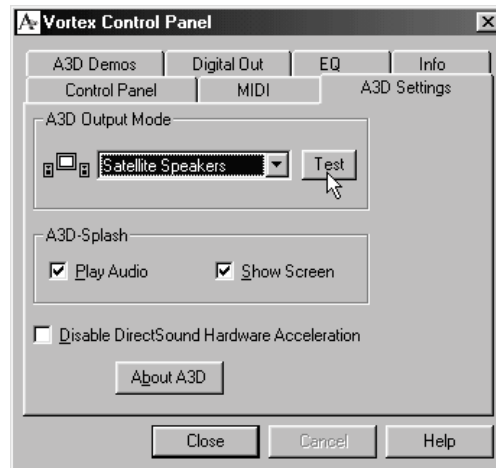 Vortex Control Panel
A3D Demos Digital Out EQ Info
Control Panel MIDI A3D Settings
A3D Output Mode
Satellite Speakers Test
A3D-Splash
Play Audio Show Screen
Disable DirectSound Hardware Acceleration
About A3D
Close Cancel Help